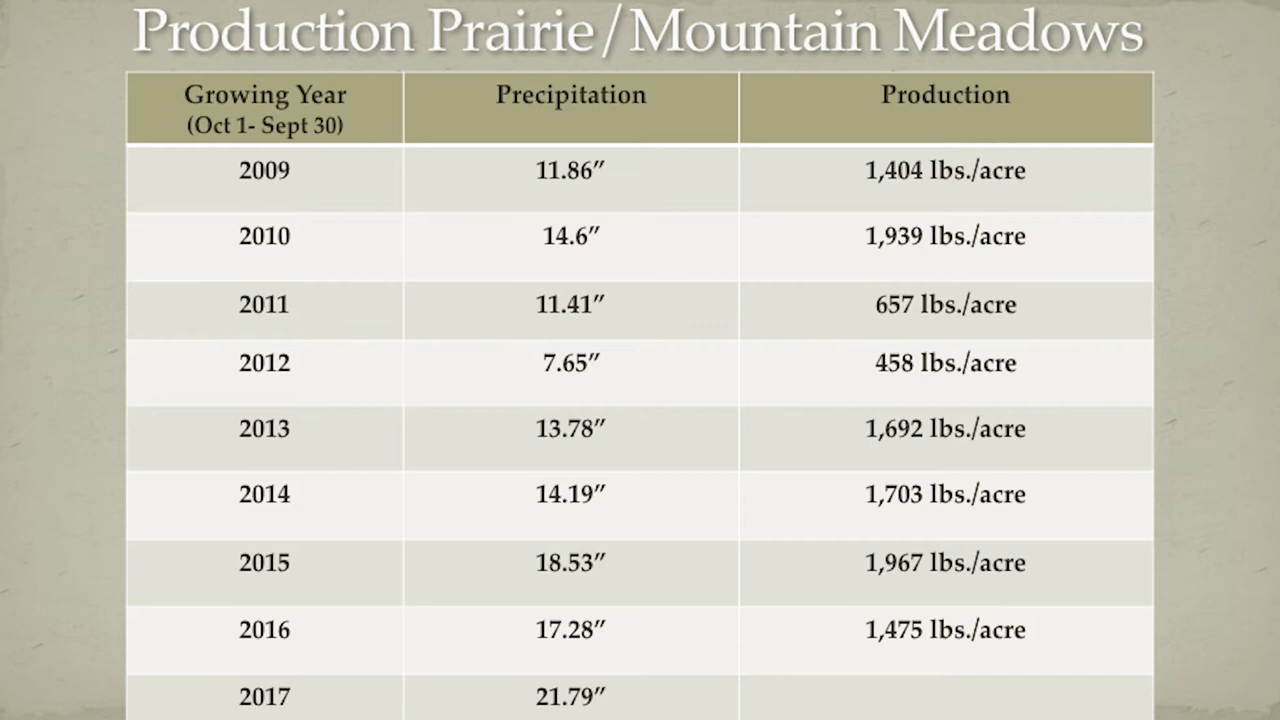 Production Prairie/Mountain Meadows
Growing Year Precipitation Production
(Oct 1- Sept 30)
2009 11.86” 1,404 lbs./acre
2010 14.6” 1,939 lbs./acre
2011 11.41” 657 lbs./acre
2012 7.65” 458 lbs./acre
2013 13.78” 1,692 lbs./acre
2014 14.19” 1,703 lbs./acre
2015 18.53” 1,967 lbs./acre
2016 17.28” 1,475 lbs./acre
2017 21.79”